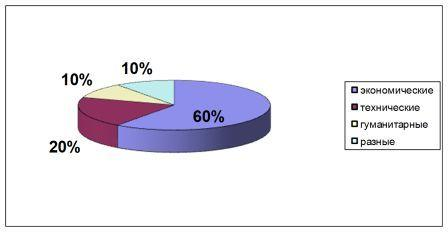 10%
10%
60%
20%
экономические
технические
гуманитарные
разные